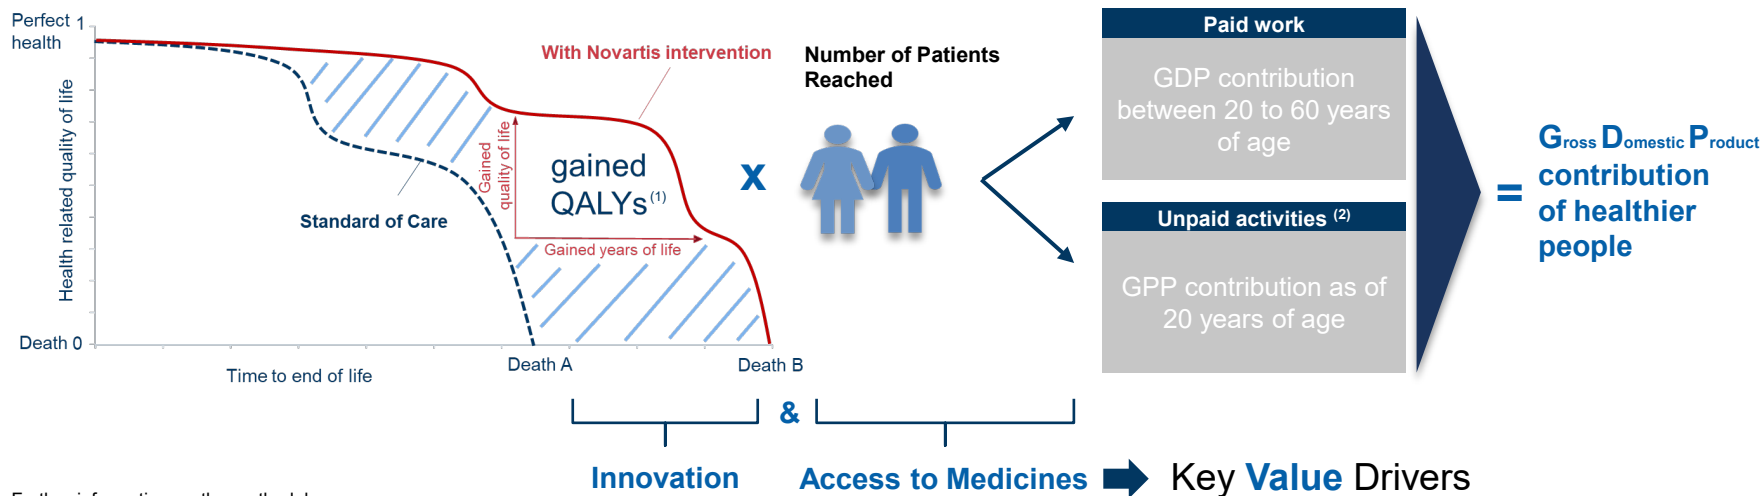 Perfect 1
health
Health related quality of life
Death 0
Time to end of life
Death A
Death B
With Novartis intervention
Standard of Care
Gained
quality of life
gained
QALYs(1)
Gained years of life
x
Number of Patients
Reached
Paid work
GDP contribution
between 20 to 60 years
of age
Unpaid activities (2)
GPP contribution as of
20 years of age
=
Gross Domestic Product
contribution
of healthier
people
&
Innovation
Access to Medicines
Key Value Drivers